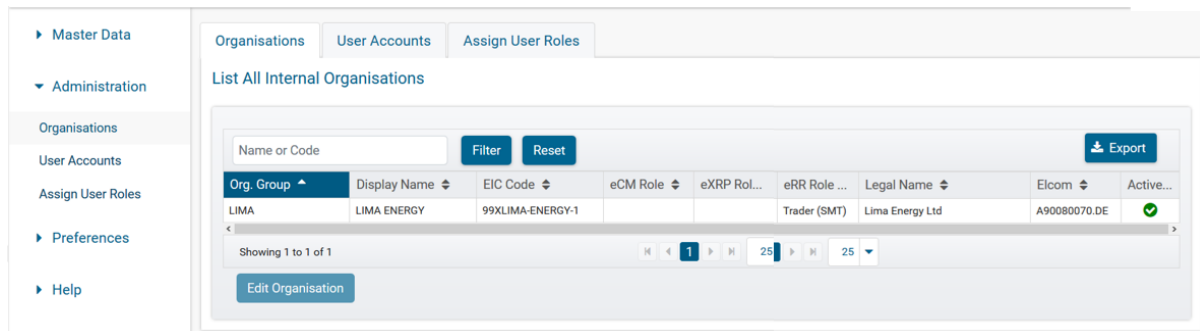 Master Data
Administration
Organisations
User Accounts
Assign User Roles
Preferences
Help
Organisations User Accounts Assign User Roles
List All Internal Organisations
Name or Code Filter Reset Export
Org. Group Display Name EIC Code eCM Role eXRP Rol... eRR Role ... Legal Name Elcom Active...
LIMA LIMA ENERGY 99XLIMA-ENERGY-1 Trader (SMT) Lima Energy Ltd A90080070.DE
Showing 1 to 1 of 1 1 25 25
Edit Organisation